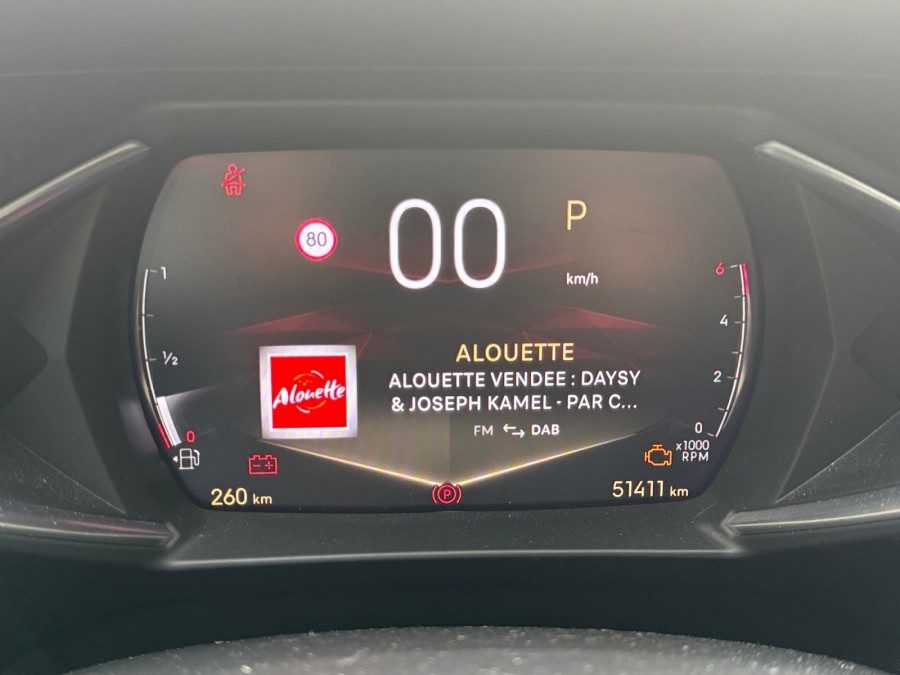 80
00
P
km/h
1
1/2
0
6
4
2
0
x1000
RPM
Alouette
ALOUETTE
ALOUETTE VENDEE : DAYSY
& JOSEPH KAMEL - PAR C...
FM DAB
260 km
P
51411 km